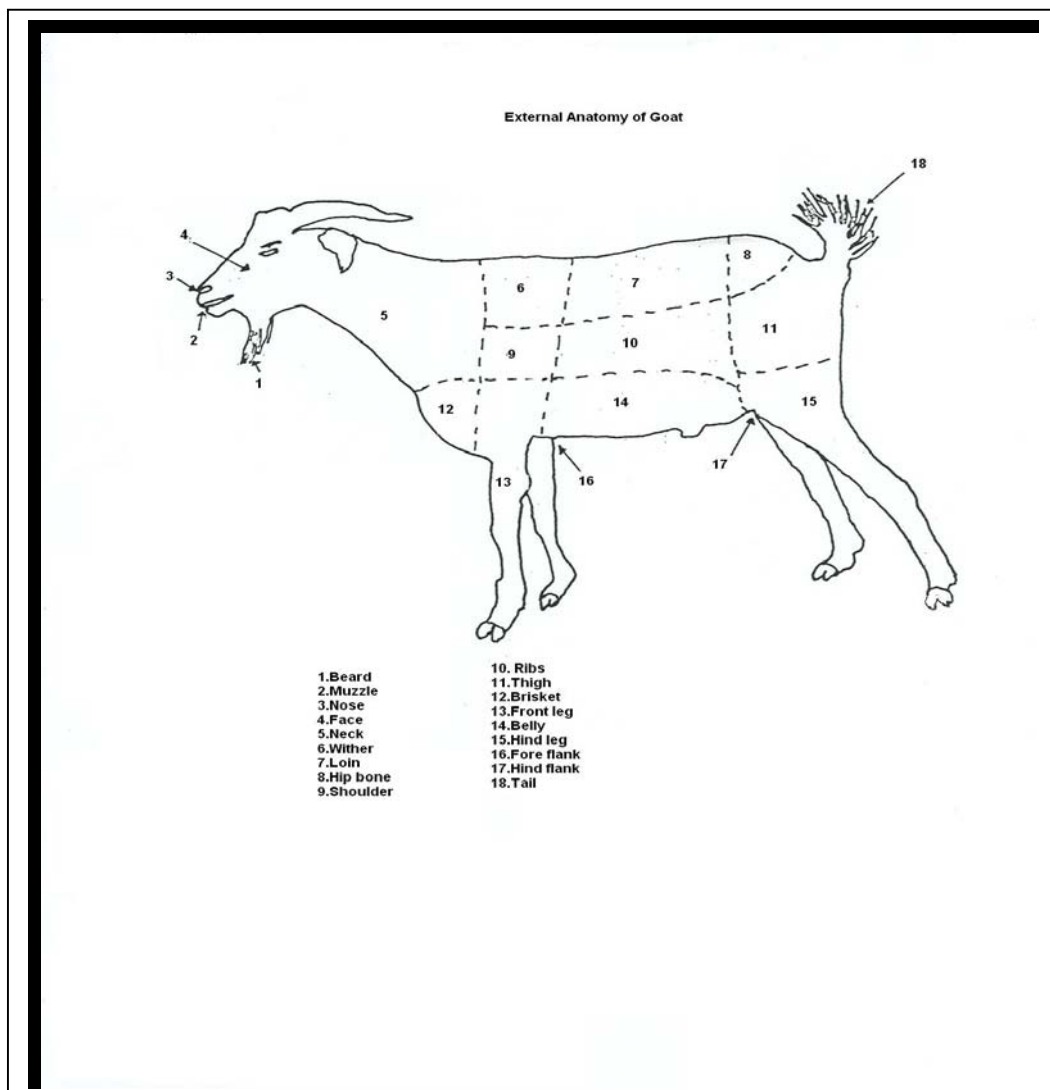 External Anatomy of Goat
18
4.
3
2
1
5
6
7
8
9
10
11
12
13
14
15
16
17
1.Beard
2.Muzzle
3.Nose
4.Face
5.Neck
6.Wither
7.Loin
8.Hip bone
9.Shoulder
10. Ribs
11.Thigh
12.Brisket
13.Front leg
14.Belly
15.Hind leg
16.Fore flank
17.Hind flank
18.Tail